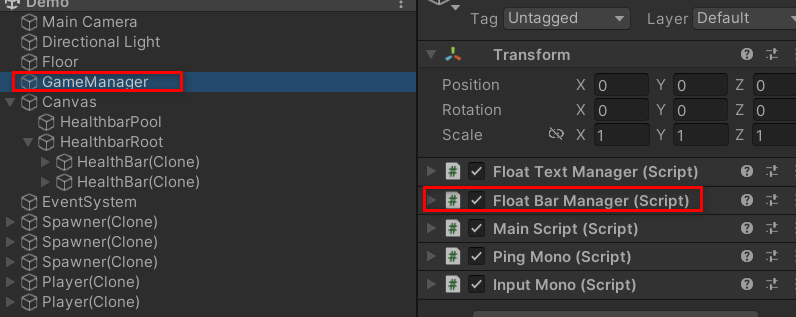 Demo
Main Camera
Directional Light
Floor
GameManager
Canvas
HealthbarPool
HealthbarRoot
HealthBar(Clone)
HealthBar(Clone)
EventSystem
Spawner(Clone)
Spawner(Clone)
Spawner(Clone)
Player(Clone)
Player(Clone)
Tag Untagged Layer Default
Transform
Position X 0 Y 0 Z 0
Rotation X 0 Y 0 Z 0
Scale X 1 Y 1 Z 1
# Float Text Manager (Script)
# Float Bar Manager (Script)
# Main Script (Script)
# Ping Mono (Script)
# Input Mono (Script)